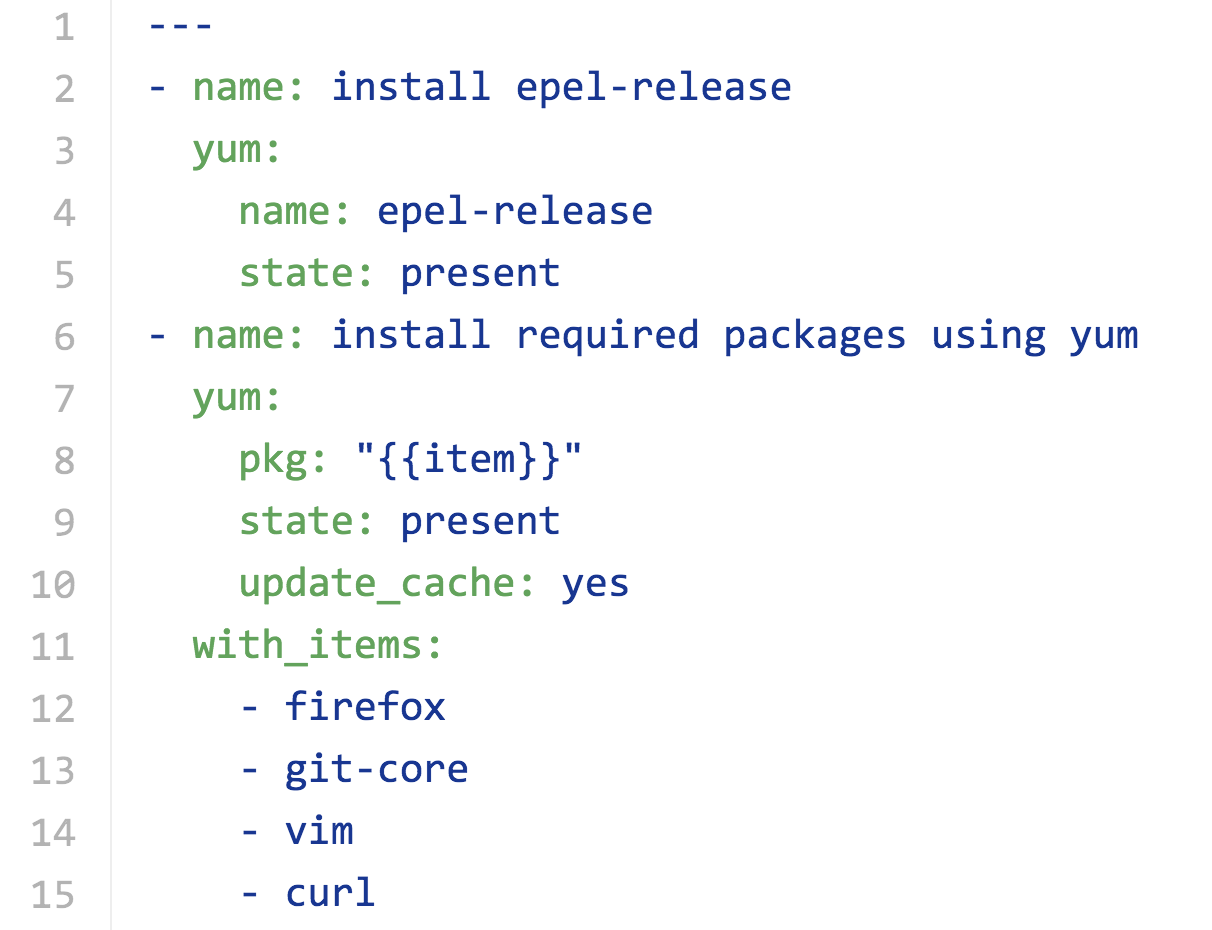 1 ---
2 - name: install epel-release
3   yum:
4     name: epel-release
5     state: present
6 - name: install required packages using yum
7   yum:
8     pkg: "{{item}}"
9     state: present
10     update_cache: yes
11   with_items:
12     - firefox
13     - git-core
14     - vim
15     - curl